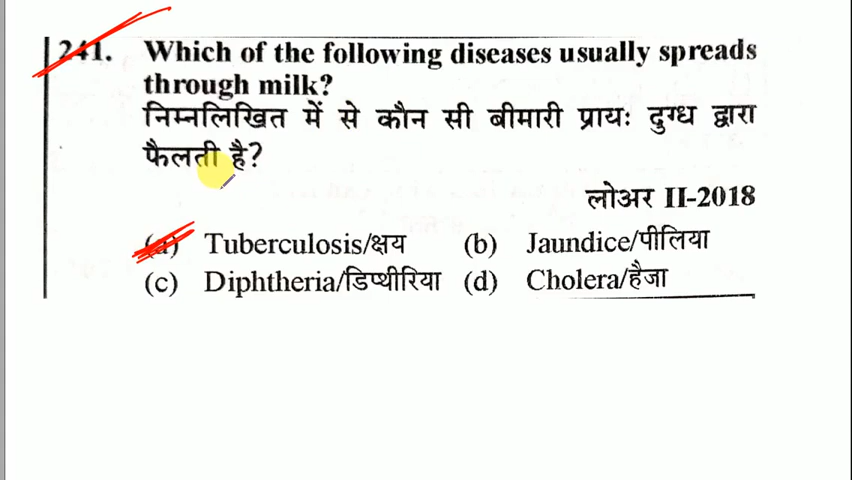 241. Which of the following diseases usually spreads
through milk?
निम्नलिखित में से कौन सी बीमारी प्रायः दुग्ध द्वारा
फैलती है?
लोअर II-2018
(a) Tuberculosis/क्षय (b) Jaundice/पीलिया
(c) Diphtheria/डिप्थीरिया (d) Cholera/हैजा